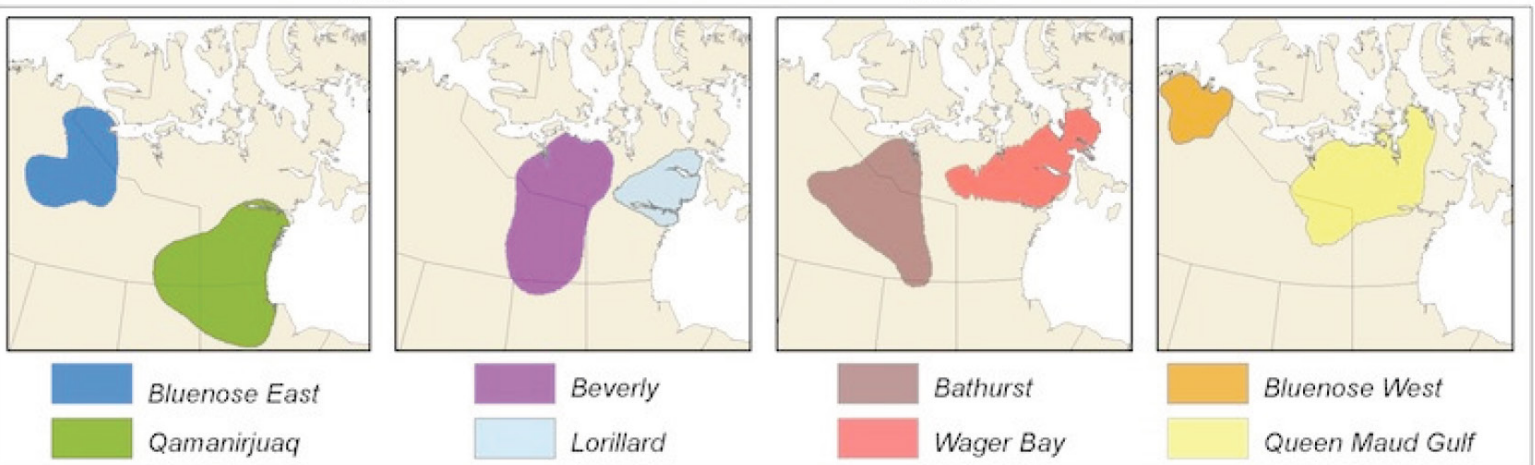 Bluenose East
Qamanirjuaq
Beverly
Lorillard
Bathurst
Wager Bay
Bluenose West
Queen Maud Gulf